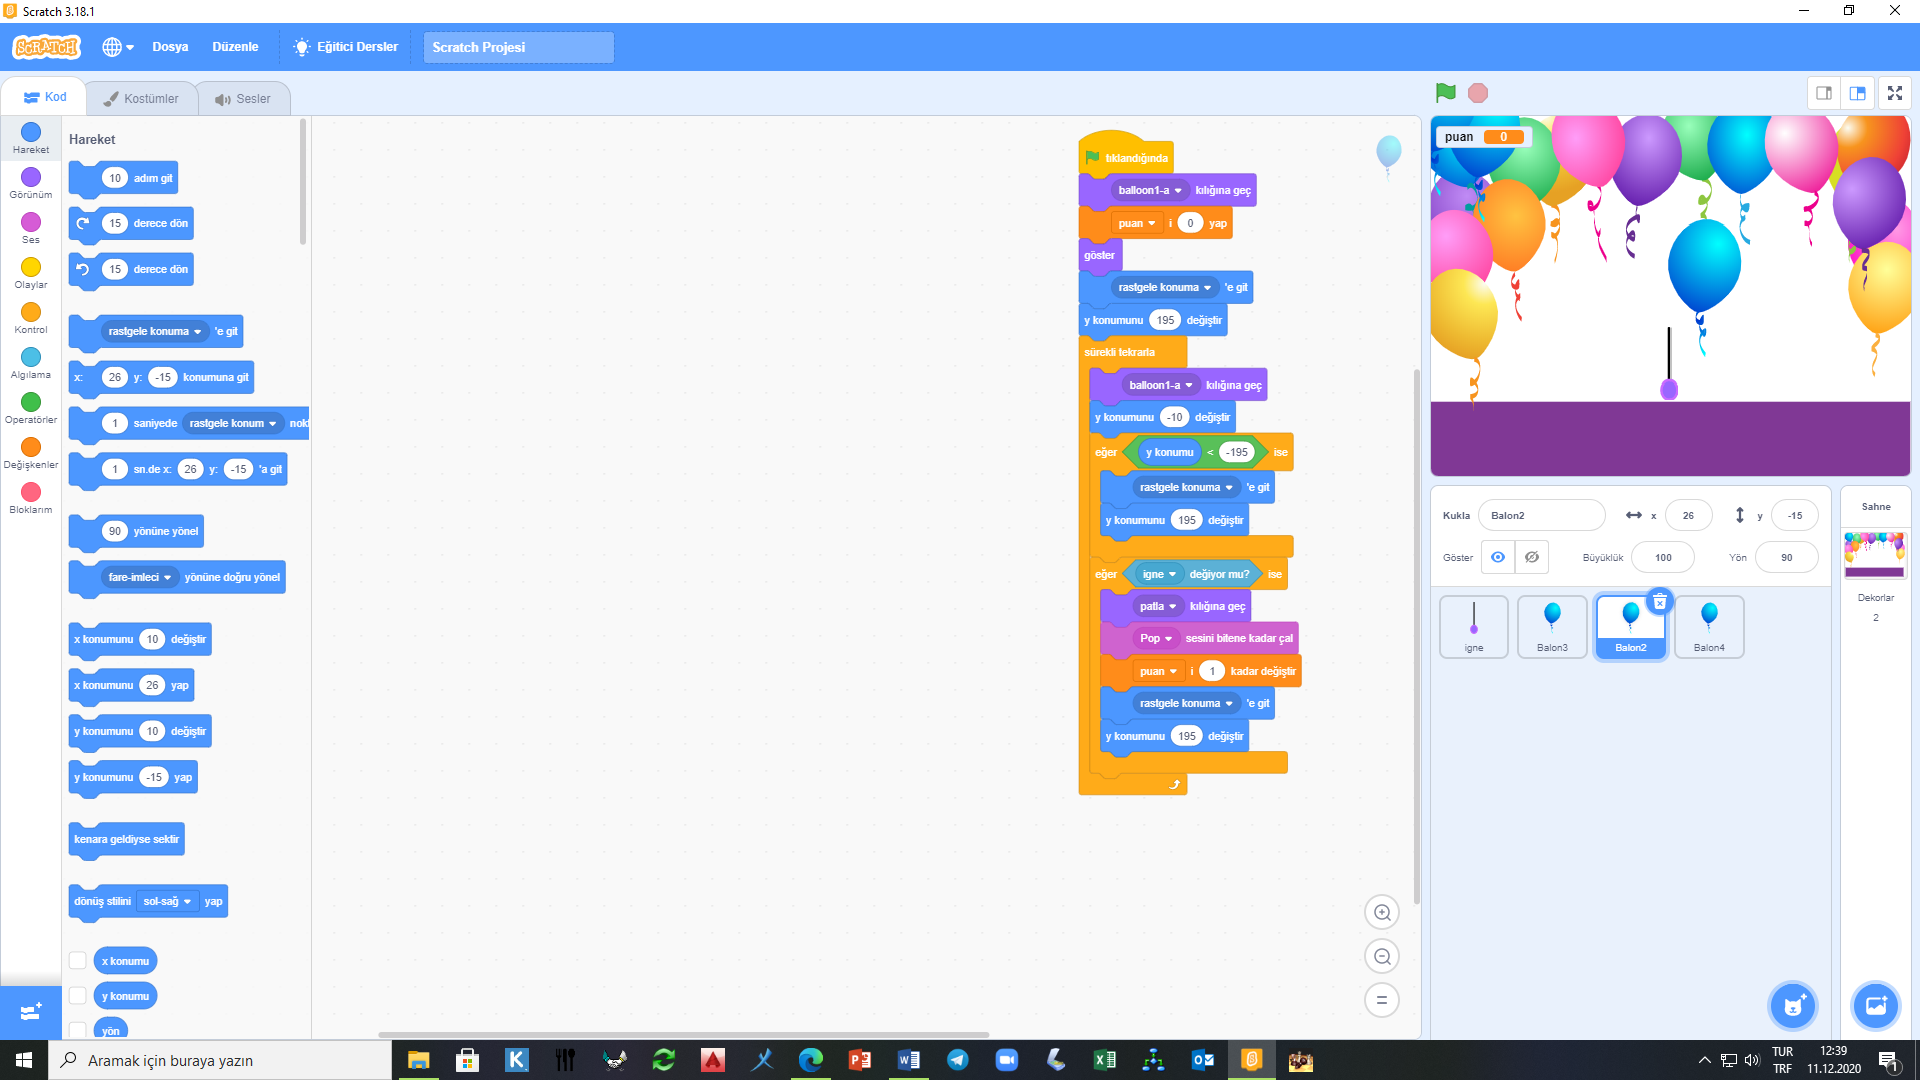 Scratch 3.18.1
SCRATCH Dosya Düzenle Eğitici Dersler Scratch Projesi
Kod Kostümler Sesler
Hareket
Görünüm
Ses
Olaylar
Kontrol
Algılama
Operatörler
Değişkenler
Bloklarım
Hareket
10 adım git
15 derece dön
15 derece dön
rastgele konuma 'e git
x: 26 y: -15 konumuna git
1 saniyede rastgele konum nokt
1 sn.de x: 26 y: -15 'a git
90 yönüne yönel
fare-imleci yönüne doğru yönel
x konumunu 10 değiştir
x konumunu 26 yap
y konumunu 10 değiştir
y konumunu -15 yap
kenara geldiyse sektir
dönüş stilini sol-sağ yap
x konumu
y konumu
yön
tıklandığında
balloon1-a kılığına geç
puan i 0 yap
göster
rastgele konuma 'e git
y konumunu 195 değiştir
sürekli tekrarla
balloon1-a kılığına geç
y konumunu -10 değiştir
eğer y konumu < -195 ise
rastgele konuma 'e git
y konumunu 195 değiştir
eğer igne değiyor mu? ise
patla kılığına geç
Pop sesini bitene kadar çal
puan i 1 kadar değiştir
rastgele konuma 'e git
y konumunu 195 değiştir
puan 0
Kukla Balon2 x 26 y -15
Göster Büyüklük 100 Yön 90
igne Balon3 Balon2 Balon4
Sahne
Dekorlar
2
Aramak için buraya yazın
TUR 12:39
TRF 11.12.2020
1